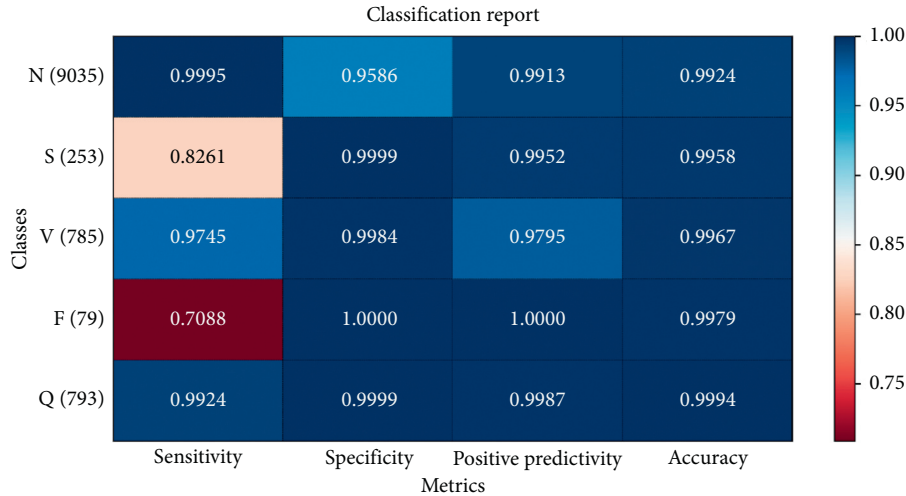 Classification report
N (9035) 0.9995 0.9586 0.9913 0.9924
S (253) 0.8261 0.9999 0.9952 0.9958
V (785) 0.9745 0.9984 0.9795 0.9967
F (79) 0.7088 1.0000 1.0000 0.9979
Q (793) 0.9924 0.9999 0.9987 0.9994
Classes
Sensitivity Specificity Positive predictivity Accuracy
Metrics
1.00
0.95
0.90
0.85
0.80
0.75